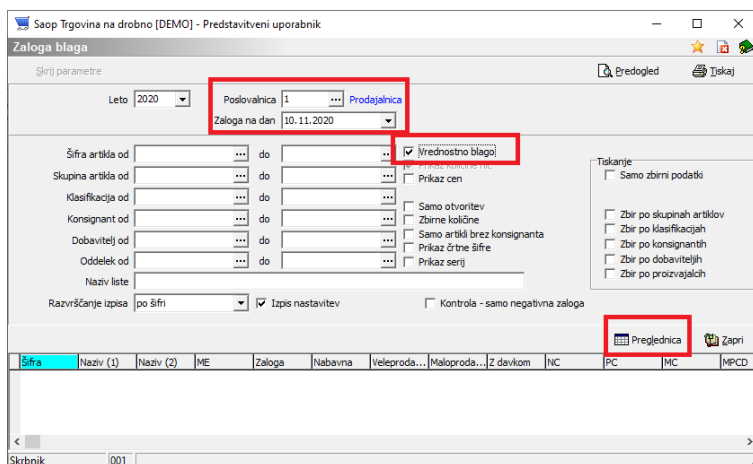 Saop Trgovina na drobno [DEMO] - Predstavitveni uporabnik
Zaloga blaga
Skrij parametre
Predogled
Tiskaj
Leto 2020
Poslovalnica 1 ... Prodajalnica
Zaloga na dan 10.11.2020
Šifra artikla od ... do ... Vrednostno blago
Prikaz količine nič
Skupina artikla od ... do ... Prikaz cen
Klasifikacija od ... do ...
Konsignant od ... do ... Samo otvoritev
Zbirne količine
Dobavitelj od ... do ... Samo artikli brez konsignanta
Prikaz črtne šifre
Oddelek od ... do ... Prikaz serij
Naziv liste
Razvrščanje izpisa po šifri Izpis nastavitev Kontrola - samo negativna zaloga
Tiskanje
Samo zbirni podatki
Zbir po skupinah artiklov
Zbir po klasifikacijah
Zbir po konsignantih
Zbir po dobaviteljih
Zbir po proizvajalcih
Preglednica
Zapri
Šifra Naziv (1) Naziv (2) ME Zaloga Nabavna Veleproda... Maloproda... Z davkom NC PC MC MPCD
Skrbnik 001